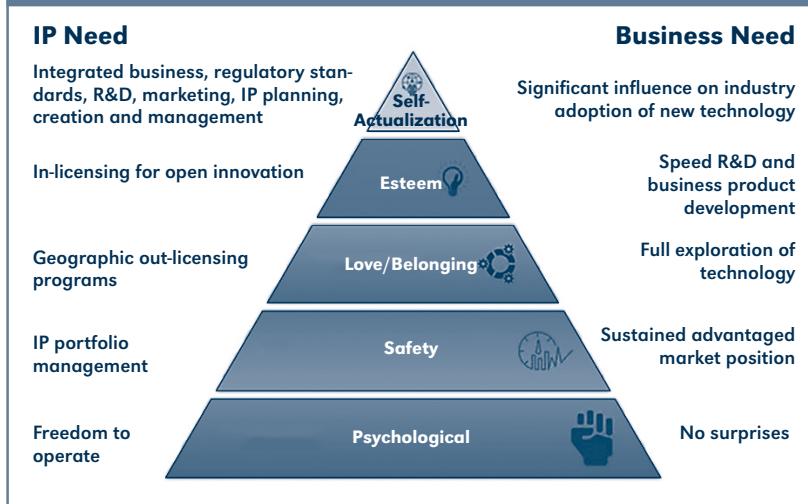 IP Need
Business Need
Integrated business, regulatory stan-
dards, R&D, marketing, IP planning,
creation and management
Self-
Actualization
Significant influence on industry
adoption of new technology
In-licensing for open innovation
Esteem
Speed R&D and
business product
development
Geographic out-licensing
programs
Love/Belonging
Full exploration of
technology
IP portfolio
management
Safety
Sustained advantaged
market position
Freedom to
operate
Psychological
No surprises